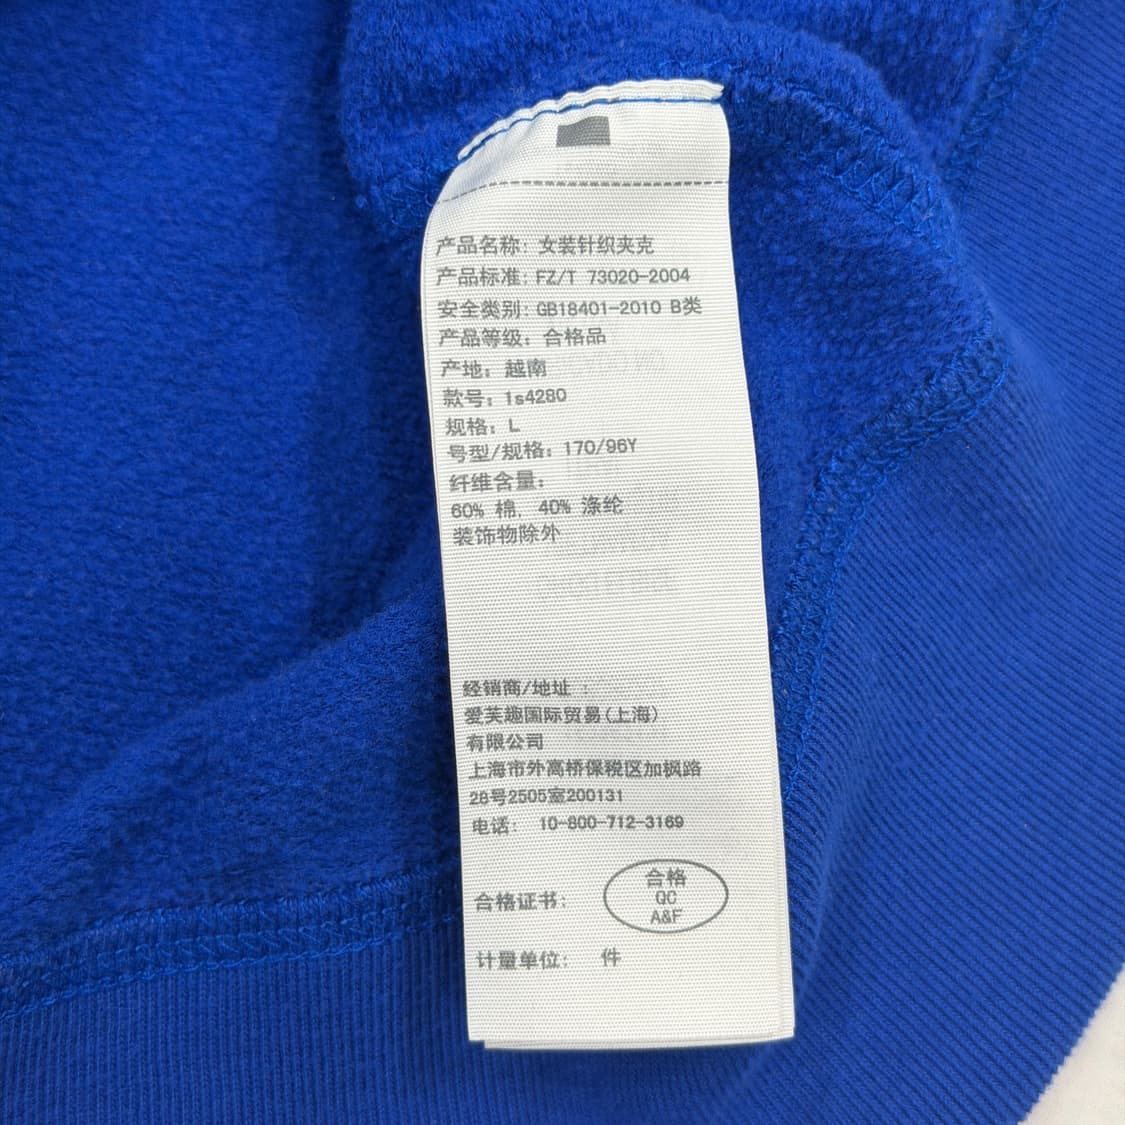 产品名称: 女装针织夹克
产品标准: FZ/T 73020-2004
安全类别: GB18401-2010 B类
产品等级: 合格品
产地: 越南
款号: 1s4280
规格: L
号型/规格: 170/96Y
纤维含量:
60% 棉, 40% 涤纶
装饰物除外
经销商/地址 :
爱芙趣国际贸易(上海)
有限公司
上海市外高桥保税区加枫路
28号2505室200131
电话: 10-800-712-3169
合格证书:
合格
QC
A&F
计量单位: 件